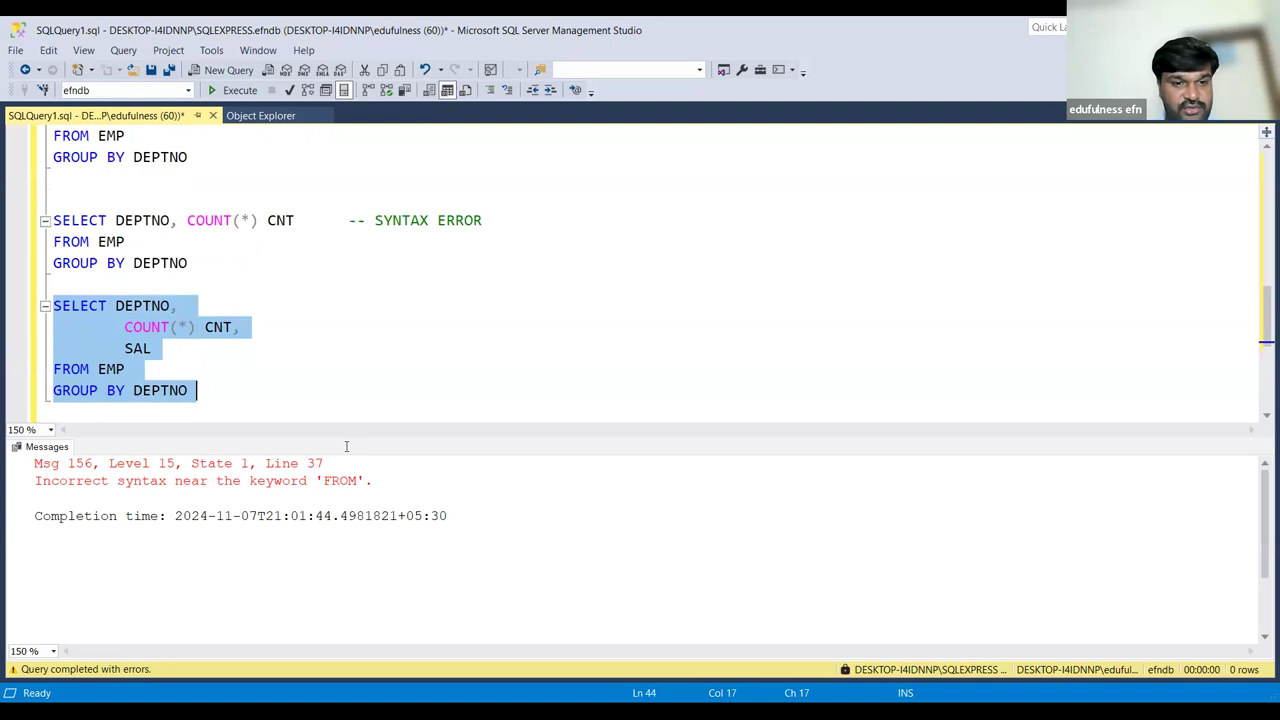 SQLQuery1.sql - DESKTOP-I4IDNNP\SQLEXPRESS.efndb (DESKTOP-I4IDNNP\edufulness (60))* - Microsoft SQL Server Management Studio
Quick La
File Edit View Query Project Tools Window Help
New Query
efndb Execute
SQLQuery1.sql - DE...P\edufulness (60))* Object Explorer
edufulness efn
FROM EMP
GROUP BY DEPTNO
SELECT DEPTNO, COUNT(*) CNT -- SYNTAX ERROR
FROM EMP
GROUP BY DEPTNO
SELECT DEPTNO,
COUNT(*) CNT,
SAL
FROM EMP
GROUP BY DEPTNO
150 %
Messages
Msg 156, Level 15, State 1, Line 37
Incorrect syntax near the keyword 'FROM'.
Completion time: 2024-11-07T21:01:44.4981821+05:30
150 %
Query completed with errors. DESKTOP-I4IDNNP\SQLEXPRESS ... DESKTOP-I4IDNNP\eduful... efndb 00:00:00 0 rows
Ready Ln 44 Col 17 Ch 17 INS